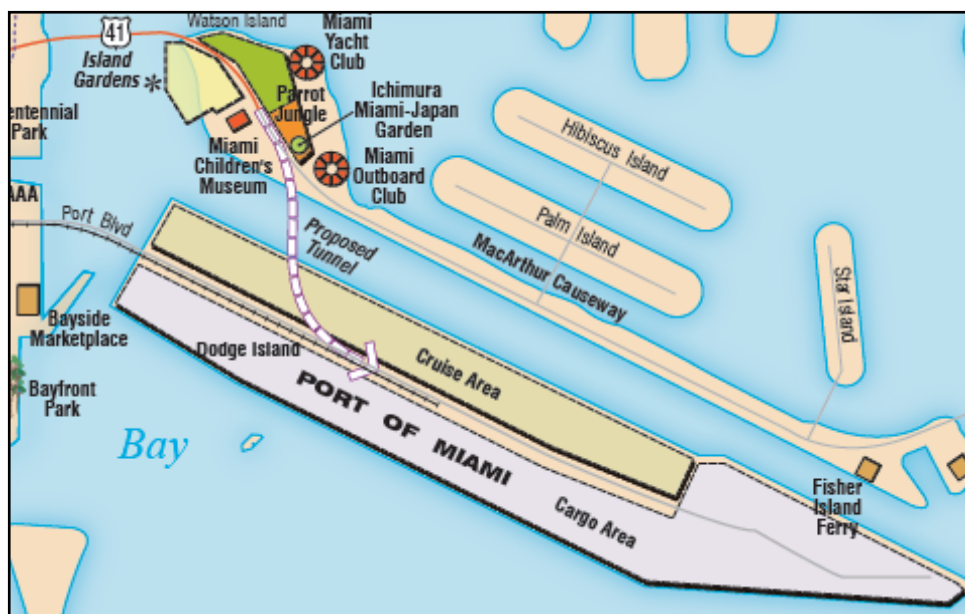 Watson Island
41
Island
Gardens *
Miami
Yacht
Club
Parrot
Jungle
Ichimura
Miami-Japan
Garden
entennial
Park
Miami
Children's
Museum
Miami
Outboard
Club
Hibiscus Island
Palm Island
MacArthur Causeway
Star Island
AAA
Port Blvd
Proposed
Tunnel
Bayside
Marketplace
Dodge Island
Cruise Area
Bayfront
Park
PORT OF MIAMI
Bay
Cargo Area
Fisher
Island
Ferry